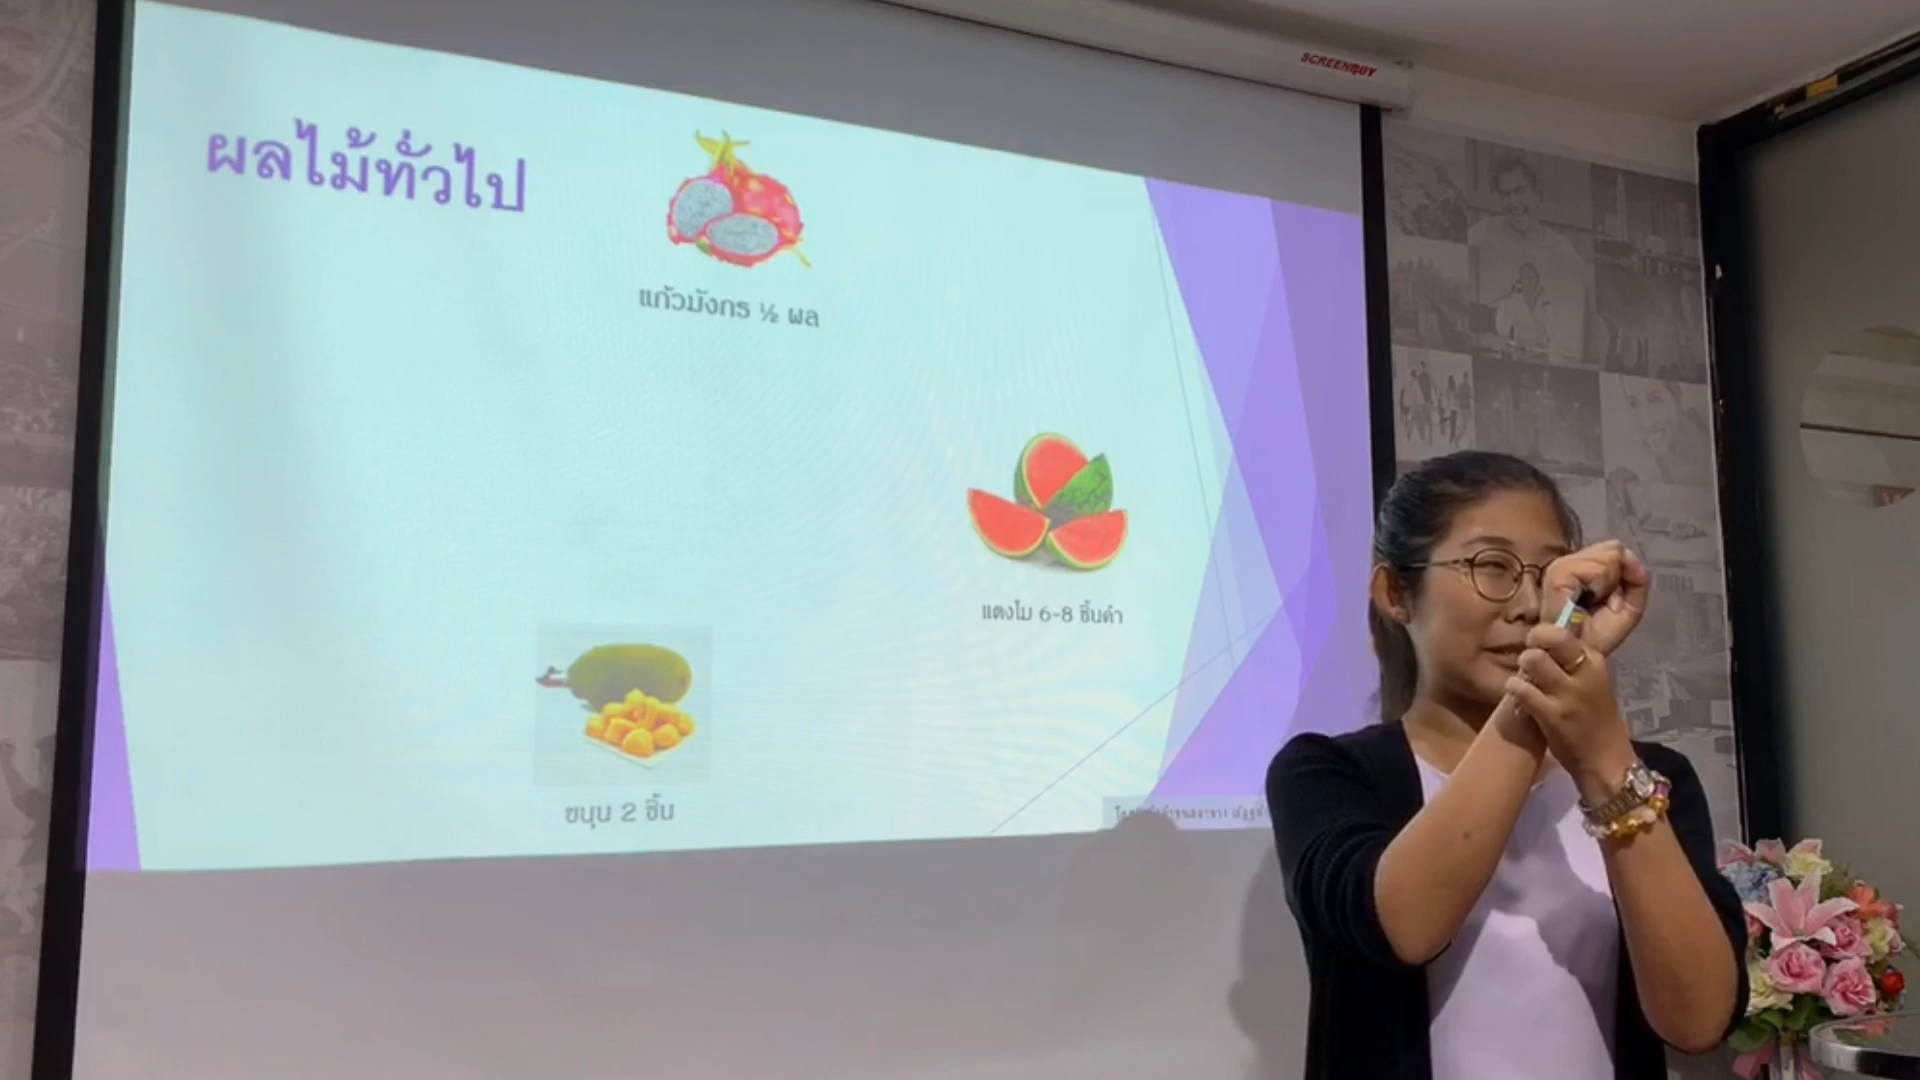 SCREENBOY
ผลไม้ทั่วไป
แก้วมังกร ½ ผล
แตงโม 6-8 ชิ้นคำ
ขนุน 2 ชิ้น